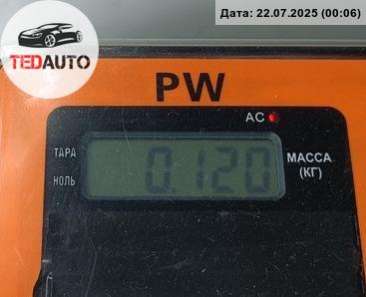 Дата: 22.07.2025 (00:06)
TEDAUTO
PW
AC
ТАРА
НОЛЬ
0.120
МАССА
(КГ)